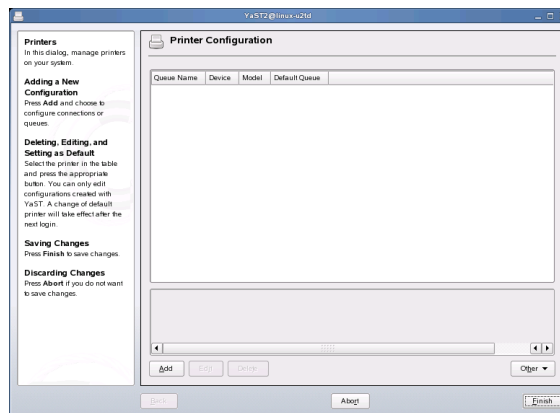 YaST2@linux-u2fd
Printers
In this dialog, manage printers
on your system.
Adding a New
Configuration
Press Add and choose to
configure connections or
queues.
Deleting, Editing, and
Setting as Default
Select the printer in the table
and press the appropriate
button. You can only edit
configurations created with
YaST. A change of default
printer will take effect after the
next login.
Saving Changes
Press Finish to save changes.
Discarding Changes
Press Abort if you do not want
to save changes.
Printer Configuration
Queue Name Device Model Default Queue
Add Edit Delete Other
Back Abort Finish